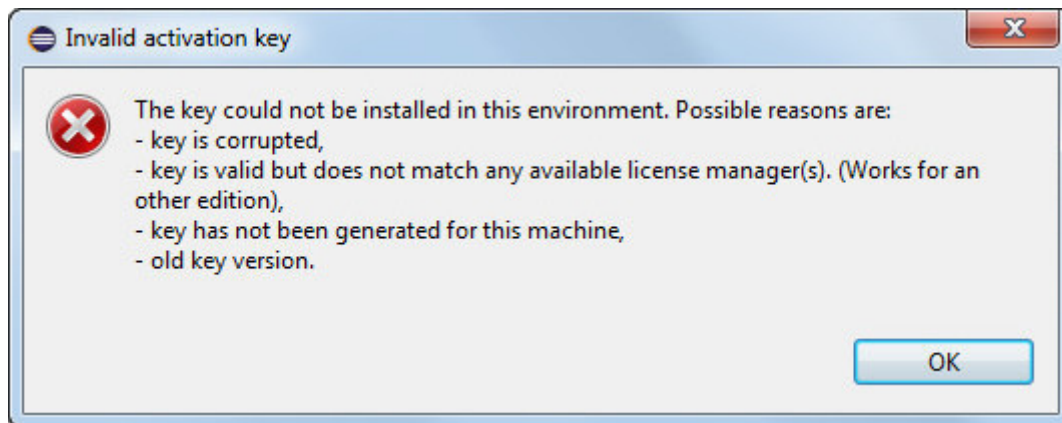 Invalid activation key
The key could not be installed in this environment. Possible reasons are:
- key is corrupted,
- key is valid but does not match any available license manager(s). (Works for an
other edition),
- key has not been generated for this machine,
- old key version.
OK